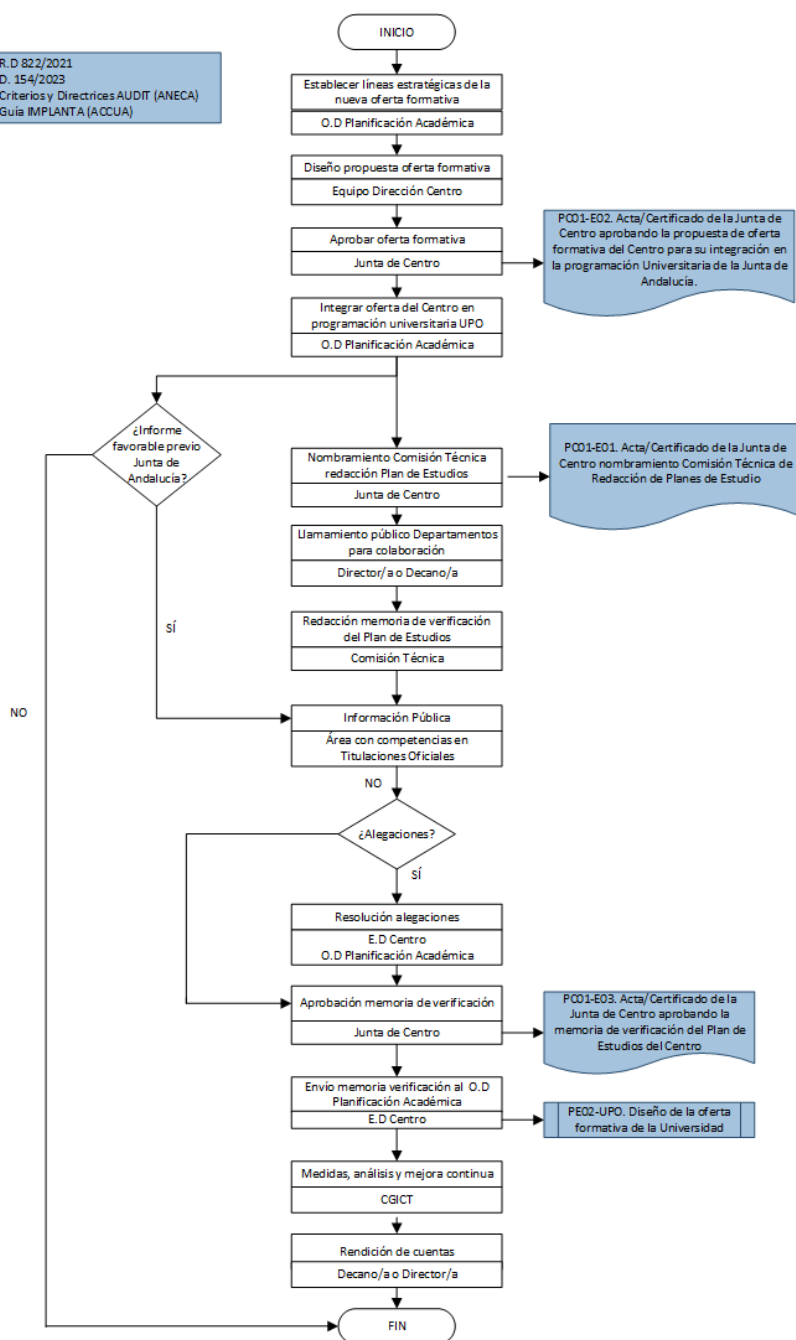 INICIO
R.D 822/2021
D. 154/2023
Criterios y Directrices AUDIT (ANECA)
Guía IMPLANTA (ACCUA)
Establecer líneas estratégicas de la
nueva oferta formativa
O.D Planificación Académica
Diseño propuesta oferta formativa
Equipo Dirección Centro
Aprobar oferta formativa
Junta de Centro
PC01-E02. Acta/Certificado de la Junta de
Centro aprobando la propuesta de oferta
formativa del Centro para su integración en
la programación Universitaria de la Junta de
Andalucía.
Integrar oferta del Centro en
programación universitaria UPO
O.D Planificación Académica
¿Informe
favorable previo
Junta de
Andalucía?
Nombramiento Comisión Técnica
redacción Plan de Estudios
Junta de Centro
PC01-E01. Acta/Certificado de la Junta de
Centro nombramiento Comisión Técnica de
Redacción de Planes de Estudio
Llamamiento público Departamentos
para colaboración
Director/a o Decano/a
Redacción memoria de verificación
del Plan de Estudios
Comisión Técnica
SÍ
NO
Información Pública
Área con competencias en
Titulaciones Oficiales
NO
¿Alegaciones?
SÍ
Resolución alegaciones
E.D Centro
O.D Planificación Académica
Aprobación memoria de verificación
Junta de Centro
PC01-E03. Acta/Certificado de la
Junta de Centro aprobando la
memoria de verificación del Plan de
Estudios del Centro
Envío memoria verificación al O.D
Planificación Académica
E.D Centro
PE02-UPO. Diseño de la oferta
formativa de la Universidad
Medidas, análisis y mejora continua
CGICT
Rendición de cuentas
Decano/a o Director/a
FIN